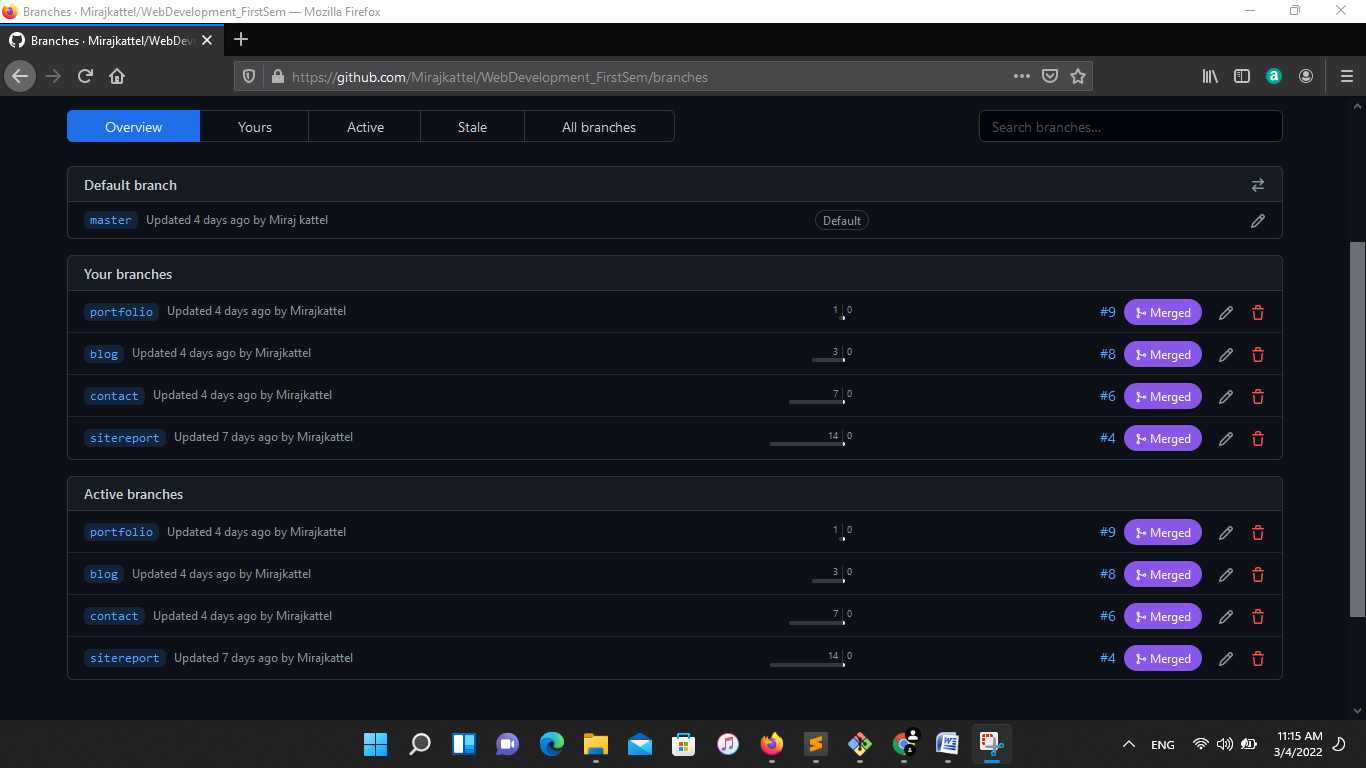 Branches · Mirajkattel/WebDevelopment_FirstSem — Mozilla Firefox
Branches · Mirajkattel/WebDev
https://github.com/Mirajkattel/WebDevelopment_FirstSem/branches
Overview Yours Active Stale All branches Search branches...
Default branch
master Updated 4 days ago by Miraj kattel Default
Your branches
portfolio Updated 4 days ago by Mirajkattel 1 0 #9 Merged
blog Updated 4 days ago by Mirajkattel 3 0 #8 Merged
contact Updated 4 days ago by Mirajkattel 7 0 #6 Merged
sitereport Updated 7 days ago by Mirajkattel 14 0 #4 Merged
Active branches
portfolio Updated 4 days ago by Mirajkattel 1 0 #9 Merged
blog Updated 4 days ago by Mirajkattel 3 0 #8 Merged
contact Updated 4 days ago by Mirajkattel 7 0 #6 Merged
sitereport Updated 7 days ago by Mirajkattel 14 0 #4 Merged
ENG 11:15 AM
3/4/2022